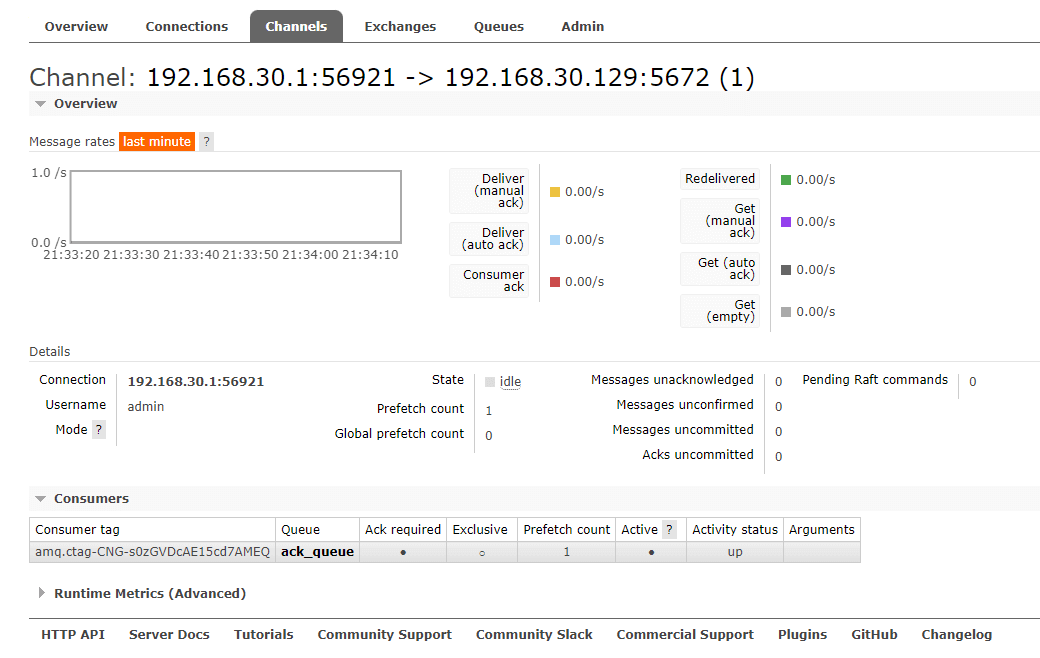 Overview Connections Channels Exchanges Queues Admin
Channel: 192.168.30.1:56921 -> 192.168.30.129:5672 (1)
Overview
Message rates last minute ?
1.0 /s
0.0 /s
21:33:20 21:33:30 21:33:40 21:33:50 21:34:00 21:34:10
Deliver
(manual
ack)
0.00/s
Deliver
(auto ack)
0.00/s
Consumer
ack
0.00/s
Redelivered
0.00/s
Get
(manual
ack)
0.00/s
Get (auto
ack)
0.00/s
Get
(empty)
0.00/s
Details
Connection 192.168.30.1:56921
Username admin
Mode ?
State idle
Prefetch count 1
Global prefetch count 0
Messages unacknowledged 0
Messages unconfirmed 0
Messages uncommitted 0
Acks uncommitted 0
Pending Raft commands 0
Consumers
Consumer tag Queue Ack required Exclusive Prefetch count Active ? Activity status Arguments
amq.ctag-CNG-s0zGVDcAE15cd7AMEQ ack_queue ● ○ 1 ● up
Runtime Metrics (Advanced)
HTTP API Server Docs Tutorials Community Support Community Slack Commercial Support Plugins GitHub Changelog